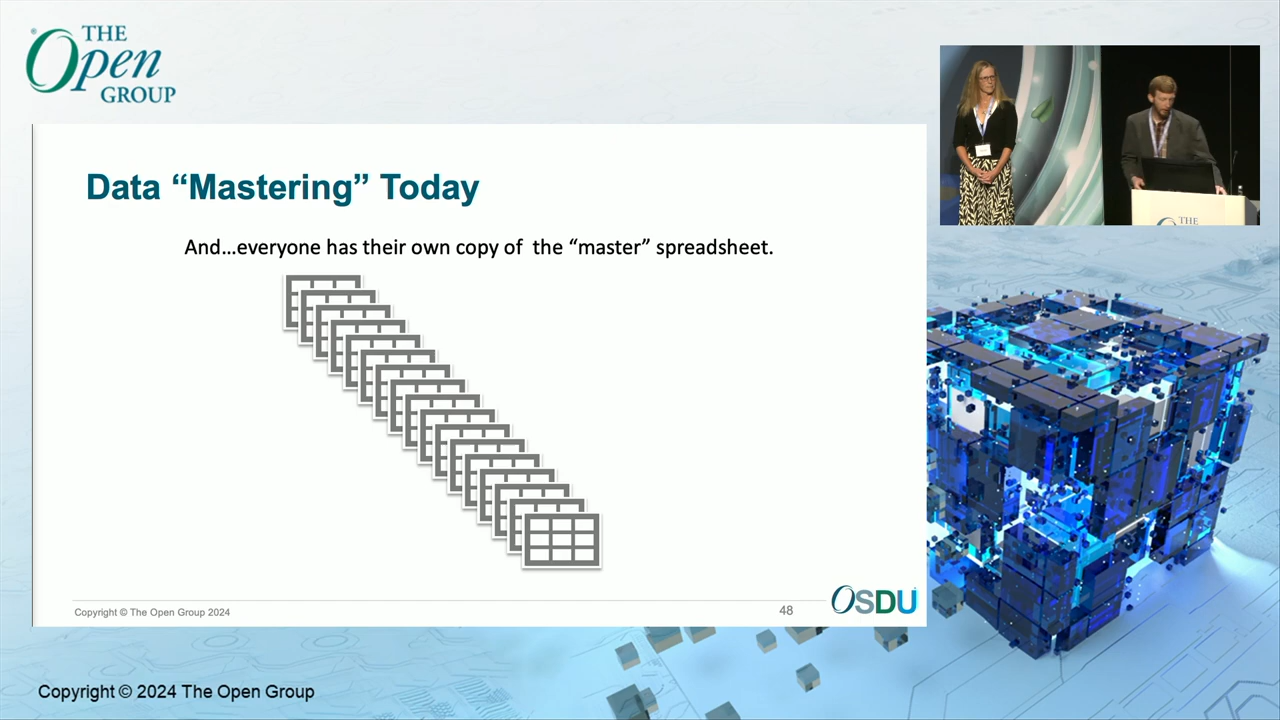 THE
Open
GROUP
Data “Mastering” Today
And...everyone has their own copy of the “master” spreadsheet.
Copyright © The Open Group 2024
48
OSDU
THE
Copyright © 2024 The Open Group